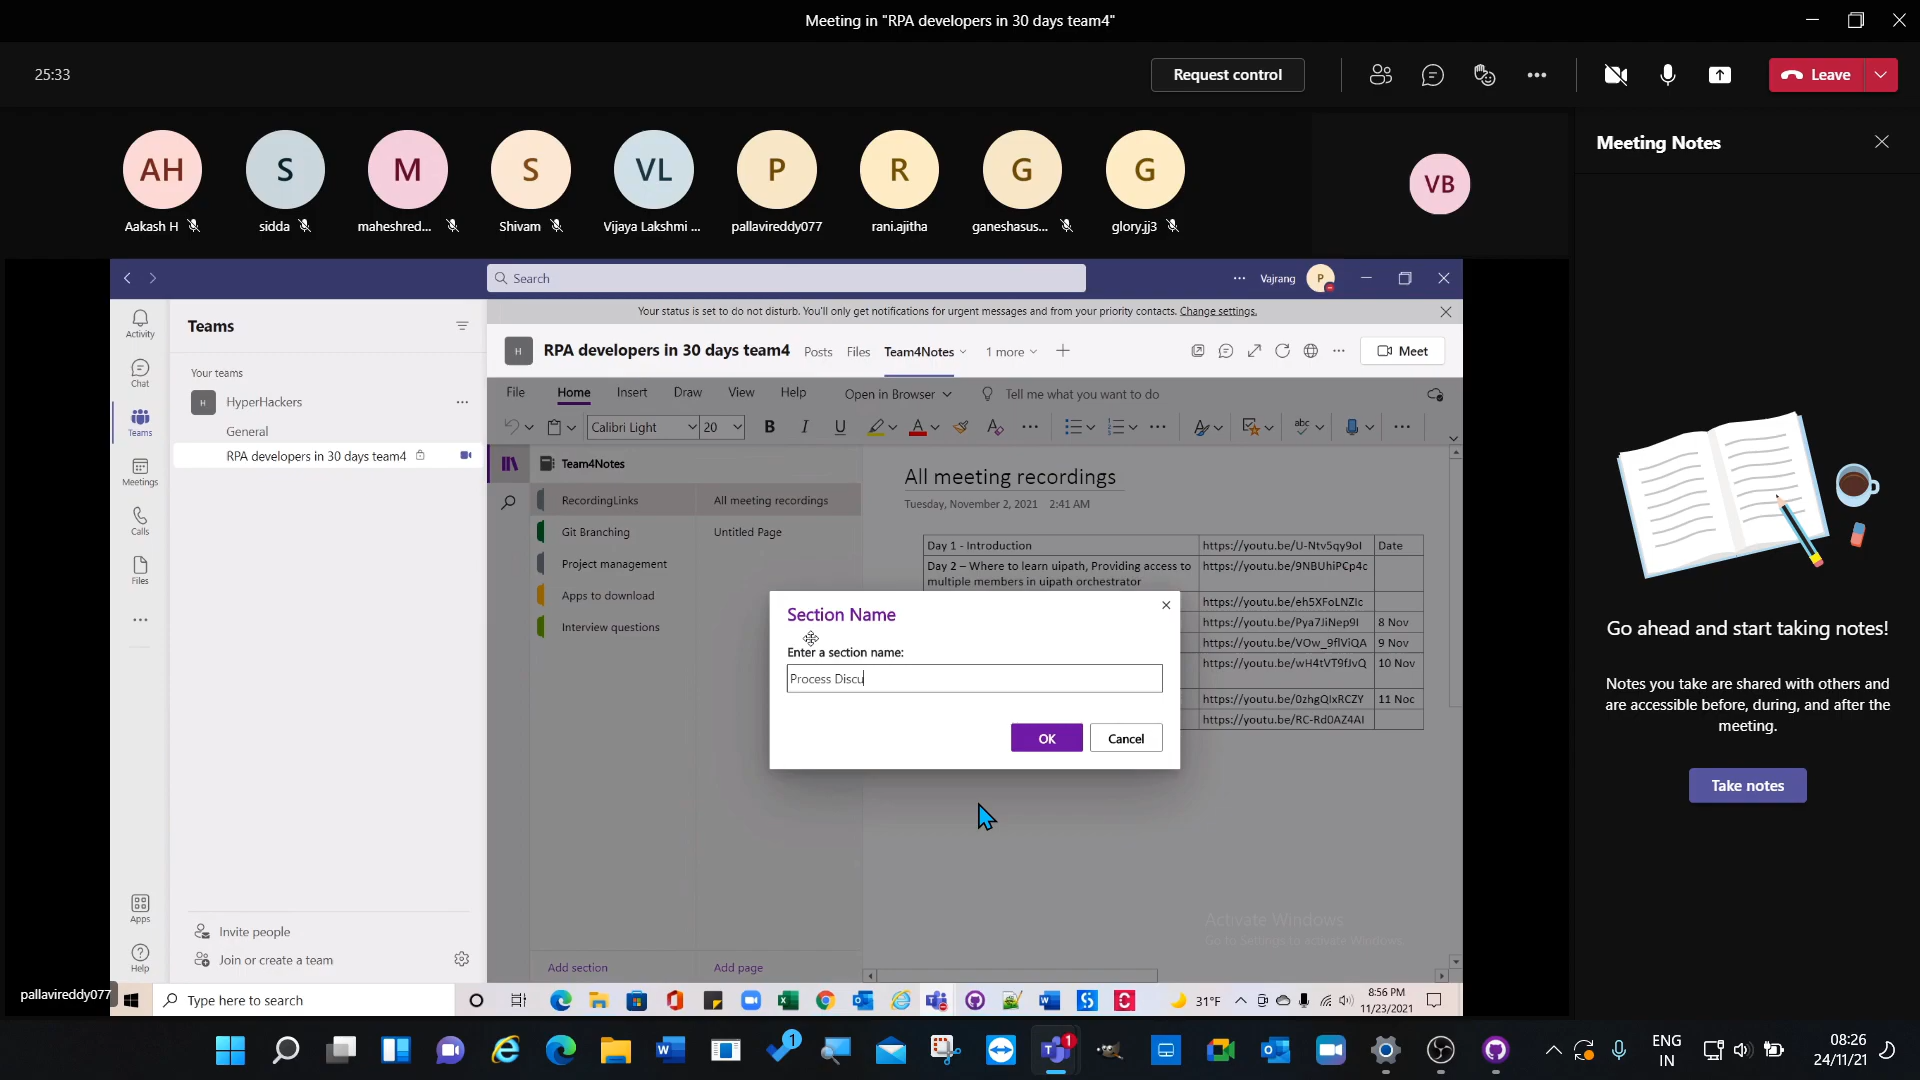 Meeting in "RPA developers in 30 days team4"
25:33
Request control
Leave
AH
S
M
S
VL
P
R
G
G
VB
Aakash H
sidda
maheshred...
Shivam
Vijaya Lakshmi ...
pallavireddy077
rani.ajitha
ganeshasus...
glory.jj3
Meeting Notes
Search
Vajrang
P
Your status is set to do not disturb. You'll only get notifications for urgent messages and from your priority contacts. Change settings.
Activity
Chat
Teams
Meetings
Calls
Files
Apps
Help
Teams
Your teams
H
HyperHackers
General
RPA developers in 30 days team4
Invite people
Join or create a team
H
RPA developers in 30 days team4
Posts
Files
Team4Notes
1 more
Meet
File
Home
Insert
Draw
View
Help
Open in Browser
Tell me what you want to do
Calibri Light
20
B
I
U
A
A
abc
Team4Notes
RecordingLinks
Git Branching
Project management
Apps to download
Interview questions
All meeting recordings
Untitled Page
Add section
Add page
All meeting recordings
Tuesday, November 2, 2021 2:41 AM
Day 1 - Introduction https://youtu.be/U-Ntv5qy9oI Date
Day 2 – Where to learn uipath, Providing access to https://youtu.be/9NBUhiPCp4c
multiple members in uipath orchestrator
https://youtu.be/eh5XFoLNZIc
https://youtu.be/Pya7JiNep9I 8 Nov
https://youtu.be/VOw_9flViQA 9 Nov
https://youtu.be/wH4tVT9fJvQ 10 Nov
https://youtu.be/0zhgQIxRCZY 11 Noc
https://youtu.be/RC-Rd0AZ4AI
Section Name
Enter a section name:
Process Discu
OK
Cancel
Activate Windows
Go to Settings to activate Windows.
Go ahead and start taking notes!
Notes you take are shared with others and
are accessible before, during, and after the
meeting.
Take notes
pallavireddy077
Type here to search
31°F
8:56 PM
11/23/2021
1
1
ENG
IN
08:26
24/11/21